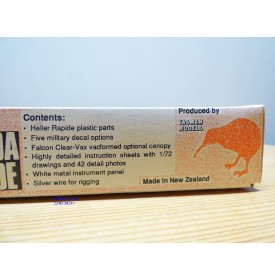 Contents:
• Heller Rapide plastic parts
• Five military decal options
• Falcon Clear-Vax vacformed optional canopy
• Highly detailed instruction sheets with 1/72
drawings and 42 detail photos
• White metal instrument panel
• Silver wire for rigging
Produced by
TASMAN
MODELS
Made in New Zealand
DA
DE